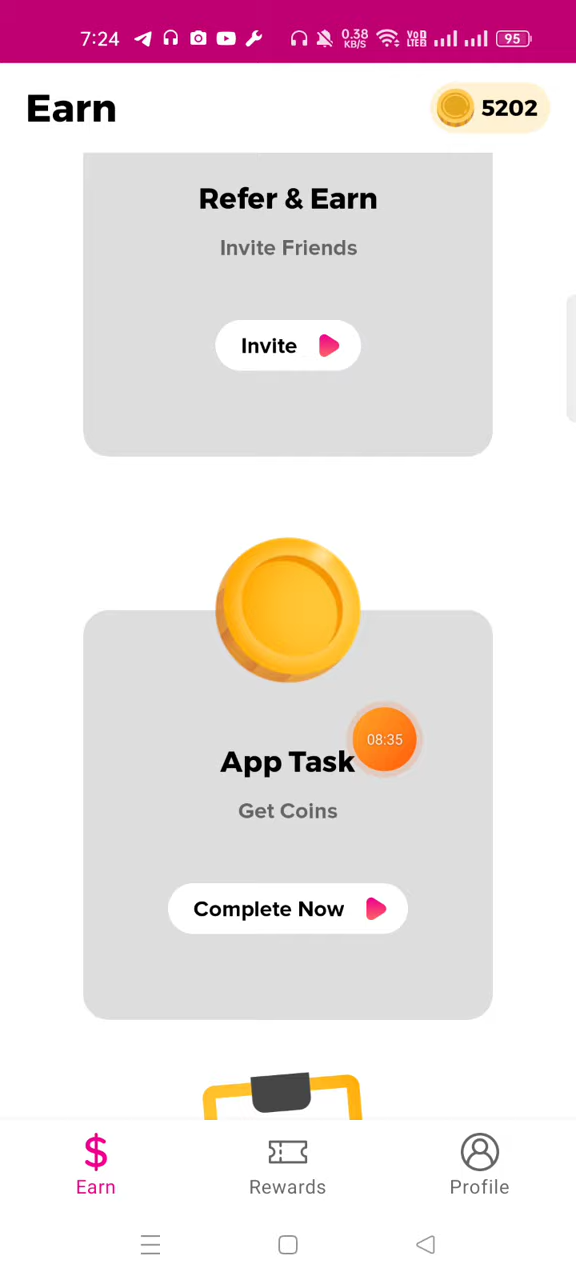 7:24 0.38 KB/S Vo LTE 2 95
Earn 5202
Refer & Earn
Invite Friends
Invite
08:35
App Task
Get Coins
Complete Now
Earn Rewards Profile